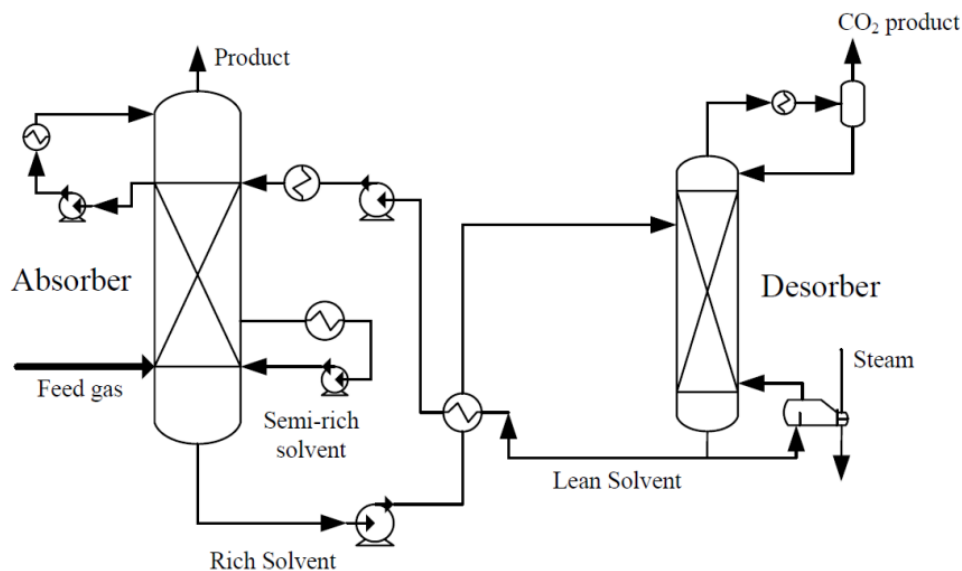 CO₂ product
Product
Absorber
Desorber
Steam
Feed gas
Semi-rich
solvent
Lean Solvent
Rich Solvent